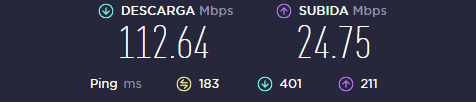 DESCARGA Mbps SUBIDA Mbps
112.64 24.75
Ping ms 183 401 211